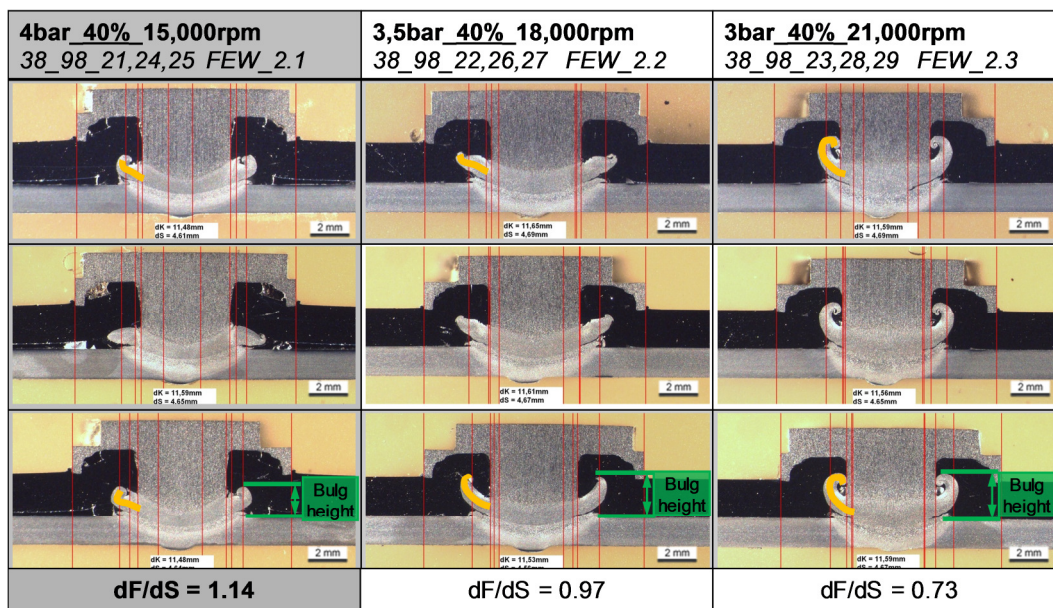 4bar_40%_15,000rpm
38_98_21,24,25 FEW_2.1
3,5bar_40%_18,000rpm
38_98_22,26,27 FEW_2.2
3bar_40%_21,000rpm
38_98_23,28,29 FEW_2.3
dK = 11,48mm
dS = 4,61mm
2 mm
dK = 11,65mm
dS = 4,69mm
2 mm
dK = 11,59mm
dS = 4,69mm
2 mm
dK = 11,59mm
dS = 4,65mm
2 mm
dK = 11,61mm
dS = 4,67mm
2 mm
dK = 11,56mm
dS = 4,65mm
2 mm
Bulg
height
dK = 11,48mm
2 mm
Bulg
height
dK = 11,53mm
2 mm
Bulg
height
dK = 11,59mm
2 mm
dF/dS = 1.14
dF/dS = 0.97
dF/dS = 0.73